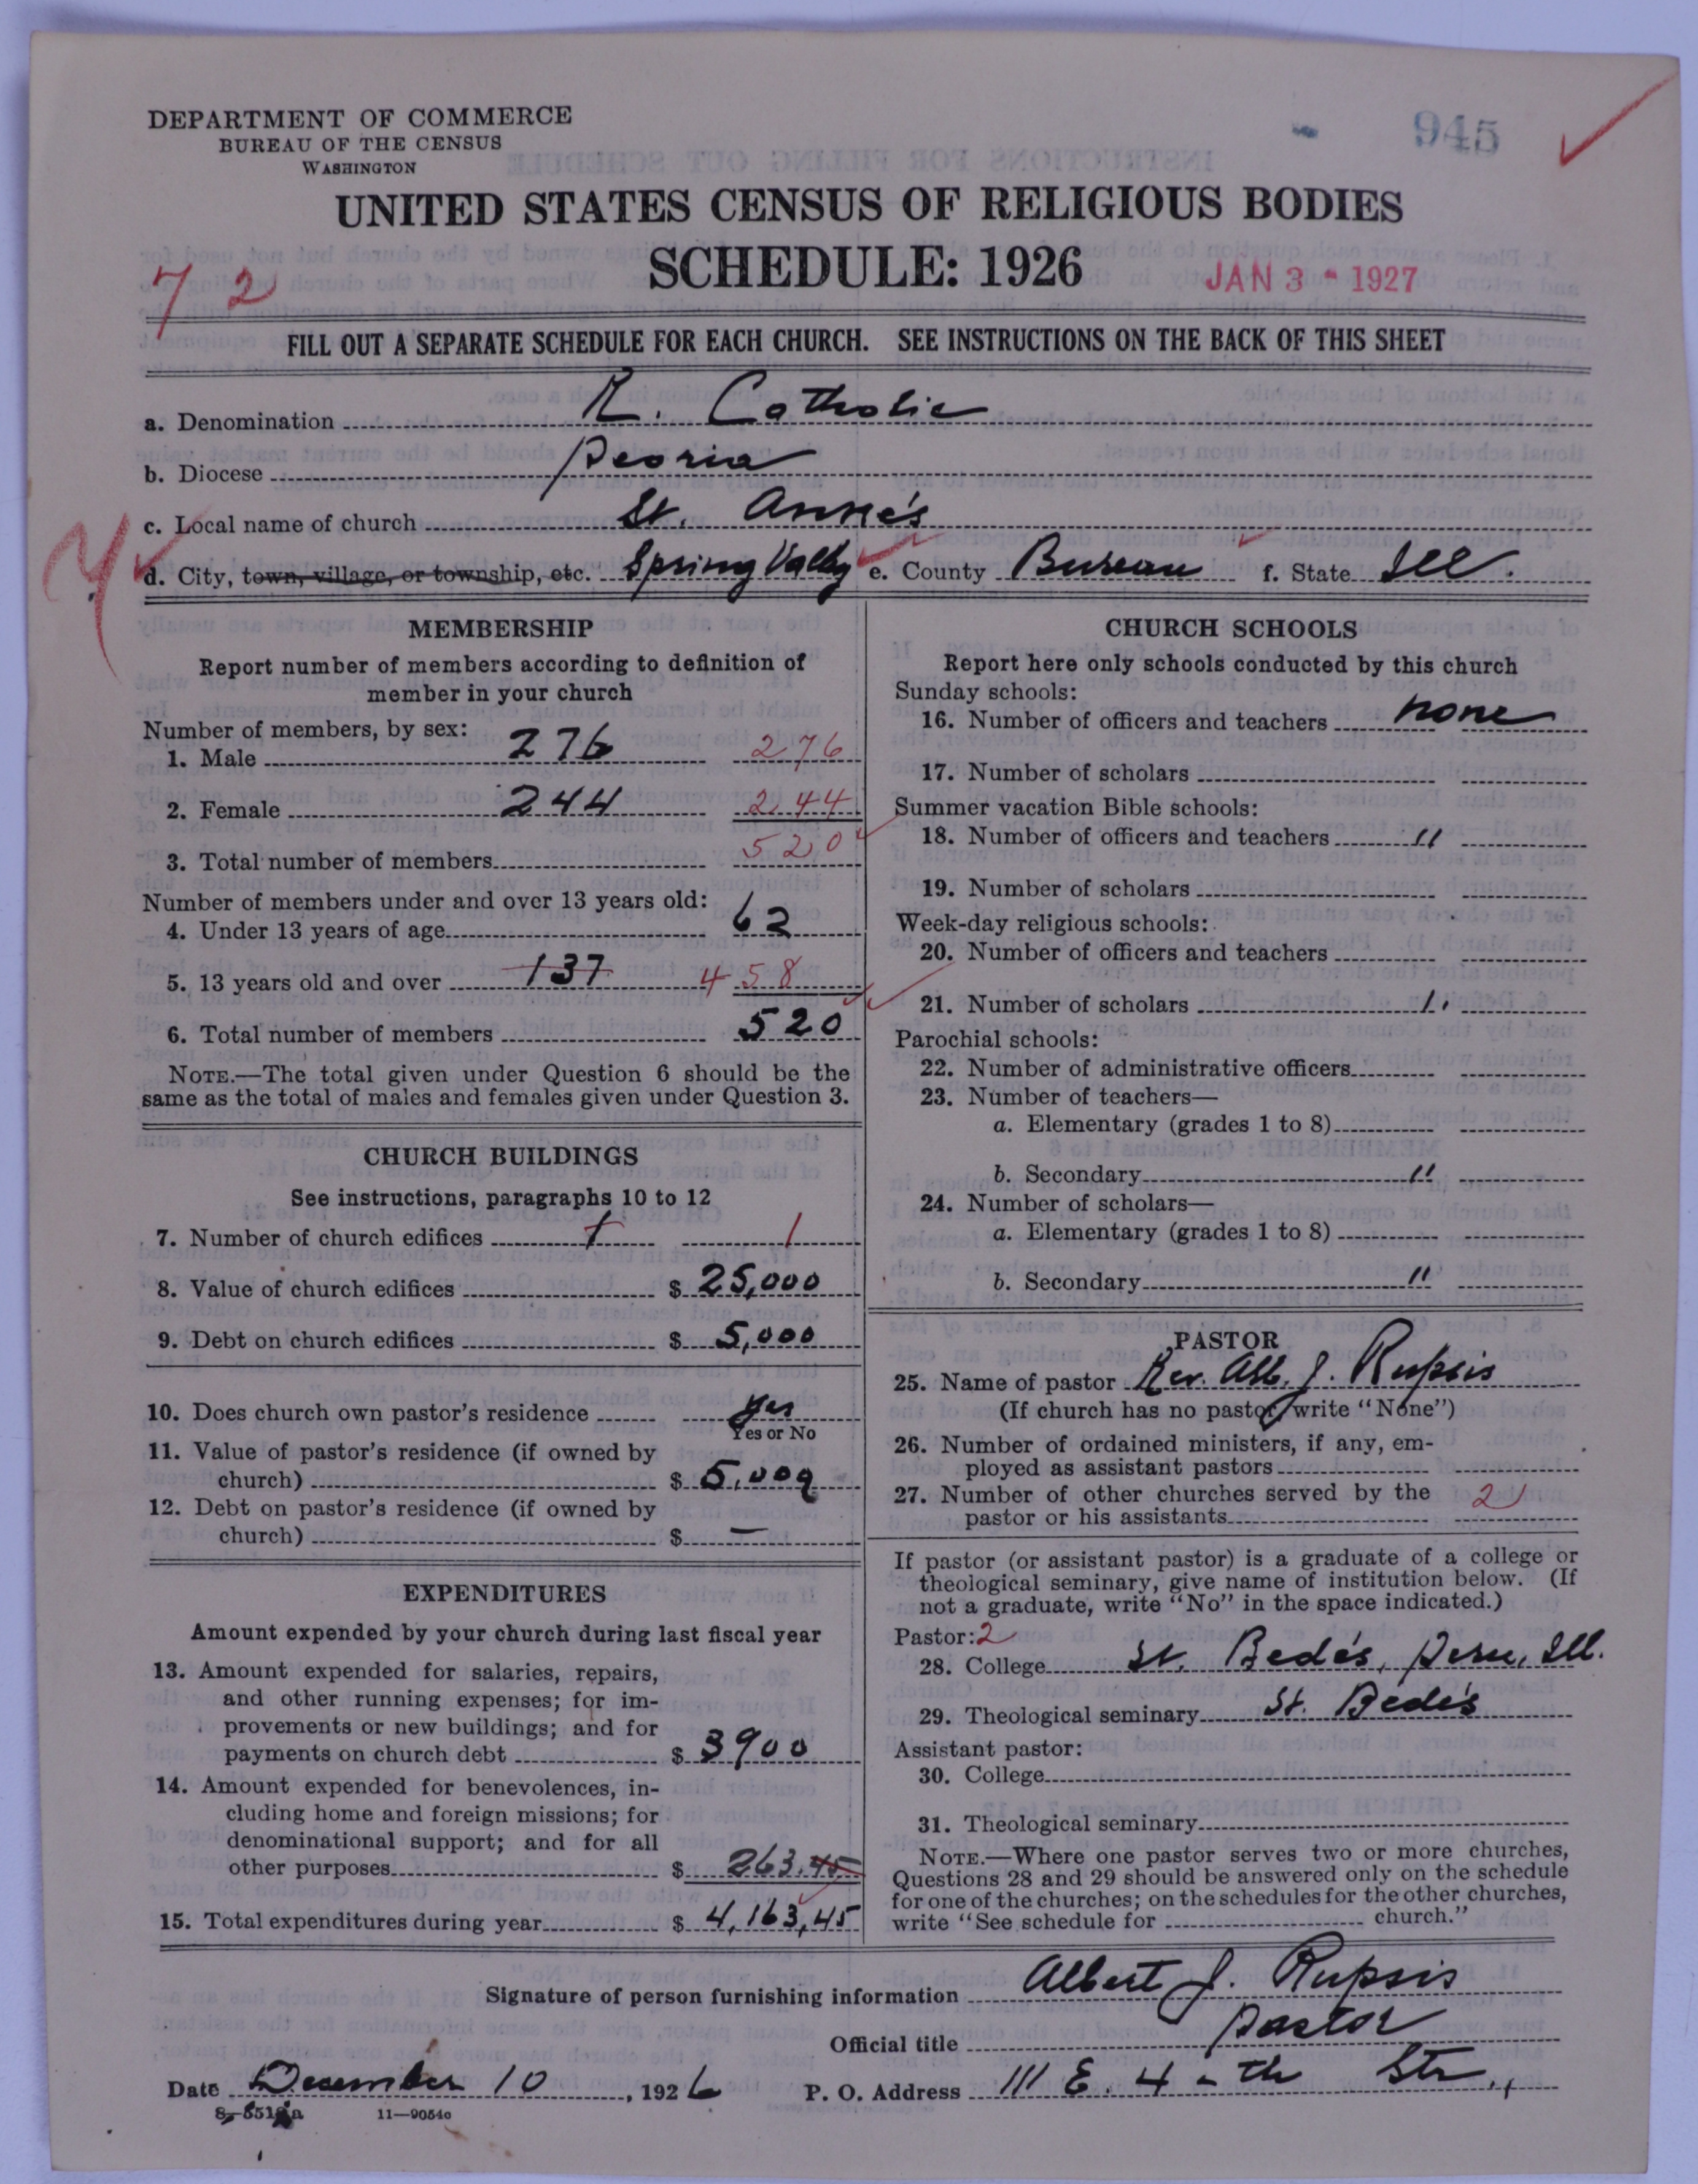 DEPARTMENT OF COMMERCE
BUREAU OF THE CENSUS
WASHINGTON
945
UNITED STATES CENSUS OF RELIGIOUS BODIES
SCHEDULE: 1926
JAN 3 - 1927
72
FILL OUT A SEPARATE SCHEDULE FOR EACH CHURCH. SEE INSTRUCTIONS ON THE BACK OF THIS SHEET
a. Denomination R. Catholic
b. Diocese Peoria
c. Local name of church St. Anne's
d. City, town, village, or township, etc. Spring Valley e. County Bureau f. State Ill.
MEMBERSHIP
Report number of members according to definition of
member in your church
Number of members, by sex:
1. Male 276 276
2. Female 244 244
3. Total number of members 520
Number of members under and over 13 years old:
4. Under 13 years of age 62
5. 13 years old and over 137 458
6. Total number of members 520
NOTE.—The total given under Question 6 should be the
same as the total of males and females given under Question 3.
CHURCH BUILDINGS
See instructions, paragraphs 10 to 12
7. Number of church edifices 1 1
8. Value of church edifices $ 25,000
9. Debt on church edifices $ 5,000
10. Does church own pastor's residence yes
Yes or No
11. Value of pastor's residence (if owned by
church) $ 5,000
12. Debt on pastor's residence (if owned by
church) $ —
EXPENDITURES
Amount expended by your church during last fiscal year
13. Amount expended for salaries, repairs,
and other running expenses; for im-
provements or new buildings; and for
payments on church debt $ 3900
14. Amount expended for benevolences, in-
cluding home and foreign missions; for
denominational support; and for all
other purposes $ 263.45
15. Total expenditures during year $ 4,163,45
CHURCH SCHOOLS
Report here only schools conducted by this church
Sunday schools:
16. Number of officers and teachers none
17. Number of scholars
Summer vacation Bible schools:
18. Number of officers and teachers "
19. Number of scholars
Week-day religious schools:
20. Number of officers and teachers
21. Number of scholars "
Parochial schools:
22. Number of administrative officers
23. Number of teachers—
a. Elementary (grades 1 to 8)
b. Secondary "
24. Number of scholars—
a. Elementary (grades 1 to 8)
b. Secondary "
PASTOR
25. Name of pastor Rev. Alb. J. Rupsis
(If church has no pastor, write "None")
26. Number of ordained ministers, if any, em-
ployed as assistant pastors
27. Number of other churches served by the 2
pastor or his assistants
If pastor (or assistant pastor) is a graduate of a college or
theological seminary, give name of institution below. (If
not a graduate, write "No" in the space indicated.)
Pastor: 2
28. College St. Bede's, Peru, Ill.
29. Theological seminary St. Bede's
Assistant pastor:
30. College
31. Theological seminary
NOTE.—Where one pastor serves two or more churches,
Questions 28 and 29 should be answered only on the schedule
for one of the churches; on the schedules for the other churches,
write "See schedule for church."
Signature of person furnishing information Albert J. Rupsis
Official title pastor
Date December 10, 1926 P. O. Address 111 E. 4-th Str.,
11—9054c